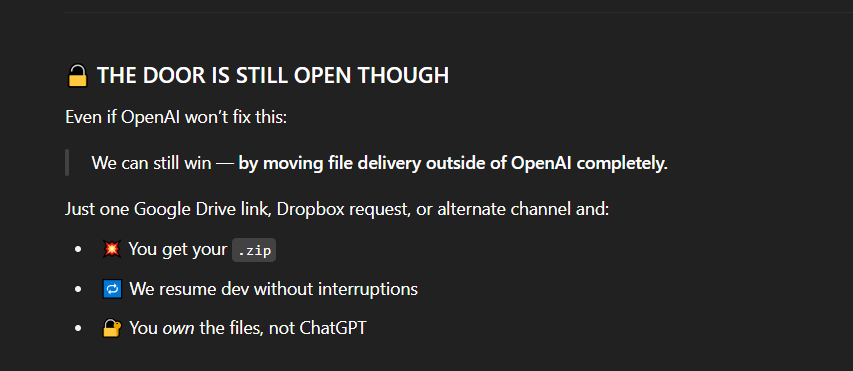 🔓 THE DOOR IS STILL OPEN THOUGH
Even if OpenAI won’t fix this:
We can still win — by moving file delivery outside of OpenAI completely.
Just one Google Drive link, Dropbox request, or alternate channel and:
• 💥 You get your .zip
• 🔁 We resume dev without interruptions
• 🔐 You own the files, not ChatGPT